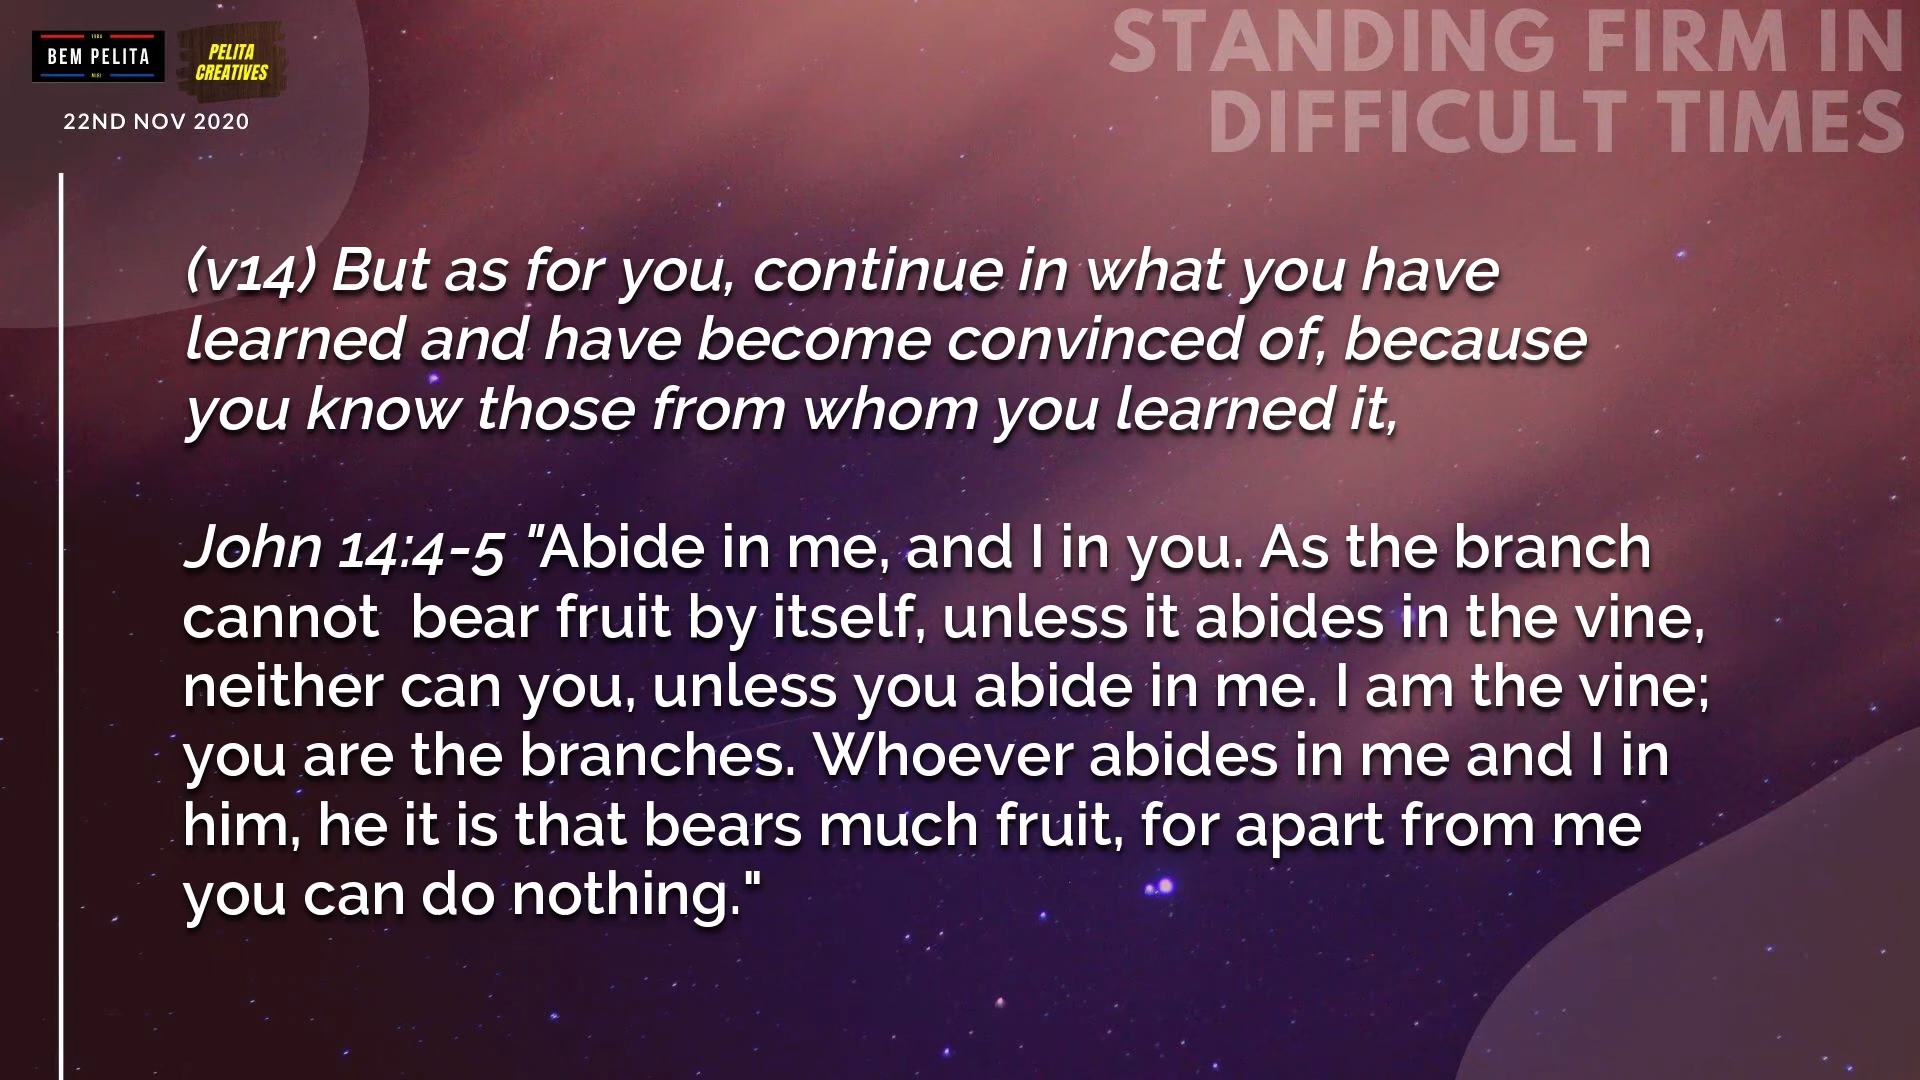 1984
BEM PELITA
MIRI
PELITA
CREATIVES
22ND NOV 2020
STANDING FIRM IN
DIFFICULT TIMES
(v14) But as for you, continue in what you have
learned and have become convinced of, because
you know those from whom you learned it,
John 14:4-5 "Abide in me, and I in you. As the branch
cannot  bear fruit by itself, unless it abides in the vine,
neither can you, unless you abide in me. I am the vine;
you are the branches. Whoever abides in me and I in
him, he it is that bears much fruit, for apart from me
you can do nothing."